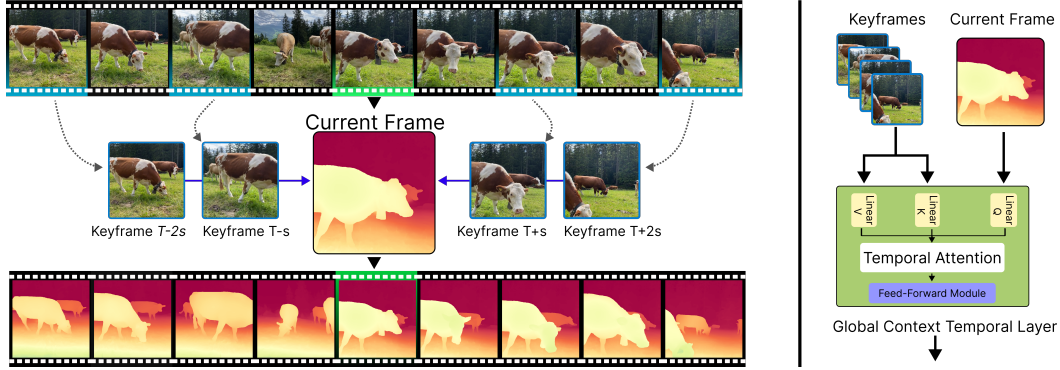 Current Frame
Keyframe T-2s
Keyframe T-s
Keyframe T+s
Keyframe T+2s
Keyframes
Current Frame
Linear V
Linear K
Linear Q
Temporal Attention
Feed-Forward Module
Global Context Temporal Layer